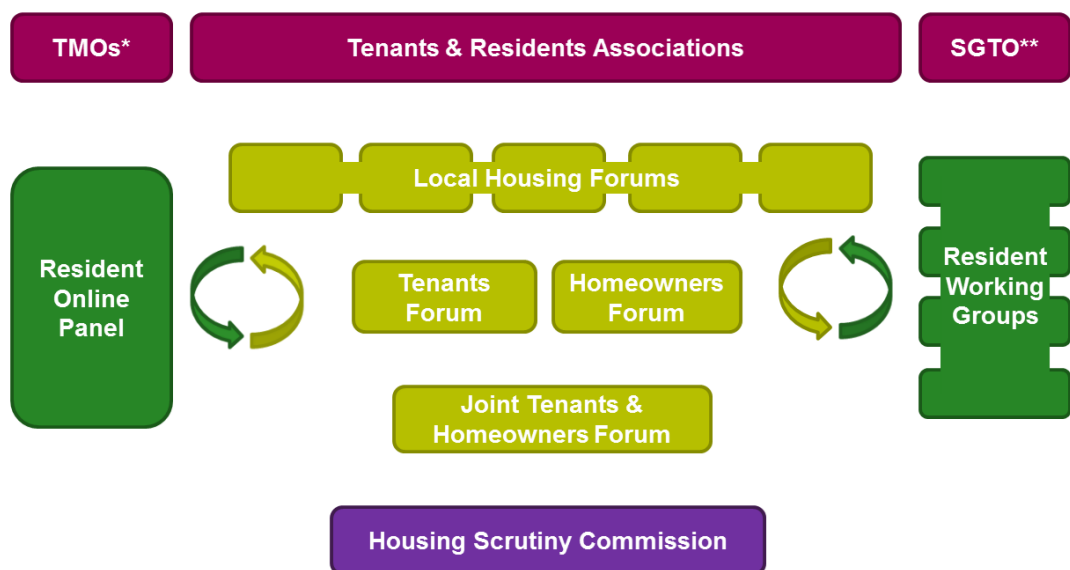 TMOs*
Tenants & Residents Associations
SGTO**
Local Housing Forums
Resident
Online
Panel
Tenants
Forum
Homeowners
Forum
Resident
Working
Groups
Joint Tenants &
Homeowners Forum
Housing Scrutiny Commission